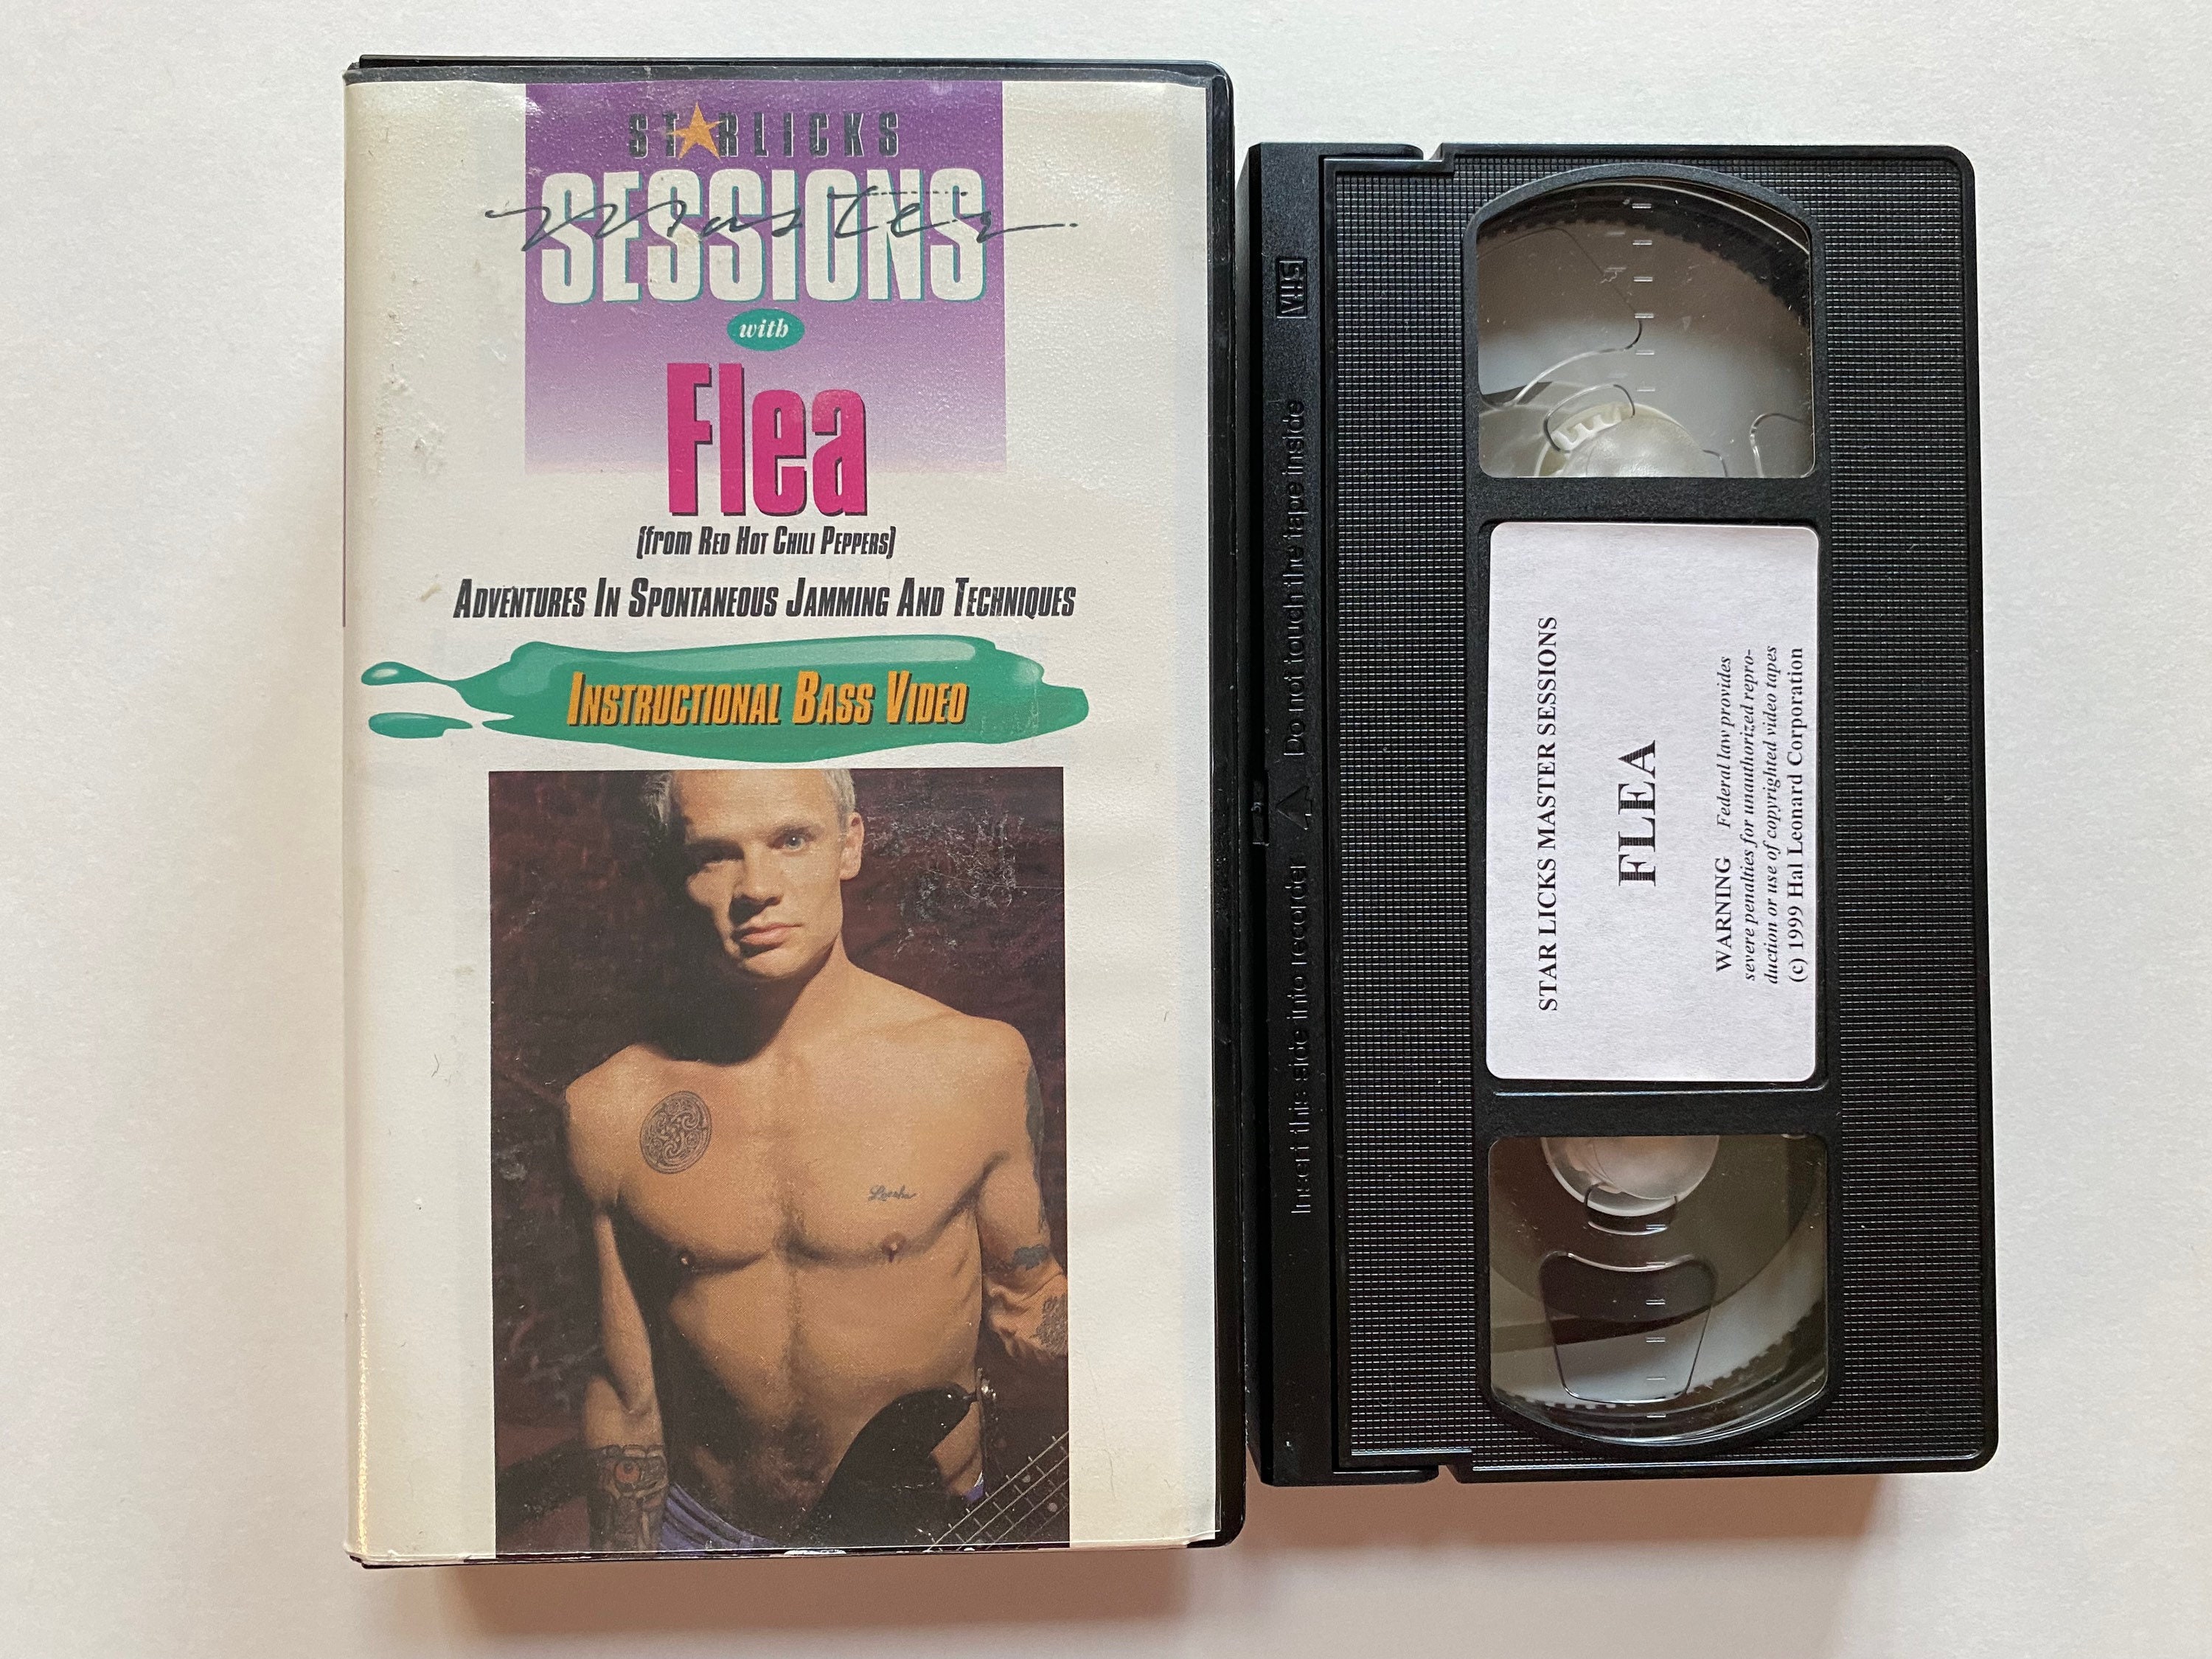 STARLICKS
Master
SESSIONS
with
Flea
(from RED HOT CHILI PEPPERS)
ADVENTURES IN SPONTANEOUS JAMMING AND TECHNIQUES
INSTRUCTIONAL BASS VIDEO
Loesha
VHS
Insert this side into recorder
Do not touch the tape inside
STAR LICKS MASTER SESSIONS
FLEA
WARNING Federal law provides
severe penalties for unauthorized repro-
duction or use of copyrighted video tapes
(c) 1999 Hal Leonard Corporation